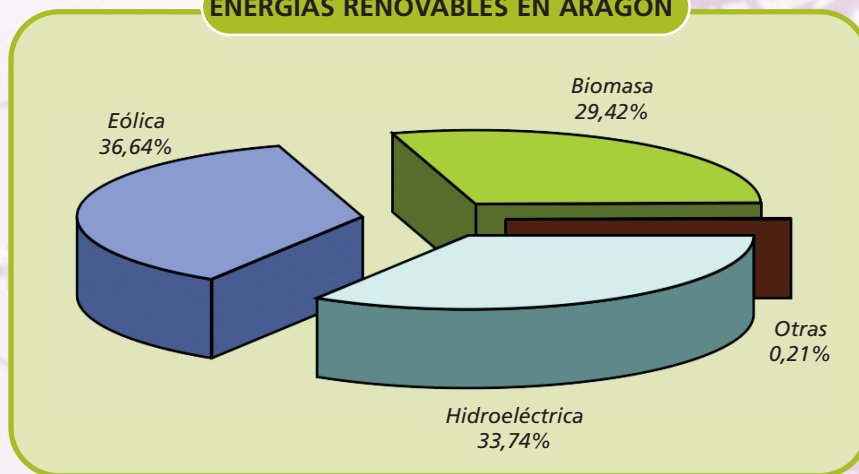 ENERGÍAS RENOVABLES EN ARAGÓN
Biomasa
29,42%
Eólica
36,64%
Otras
0,21%
Hidroeléctrica
33,74%